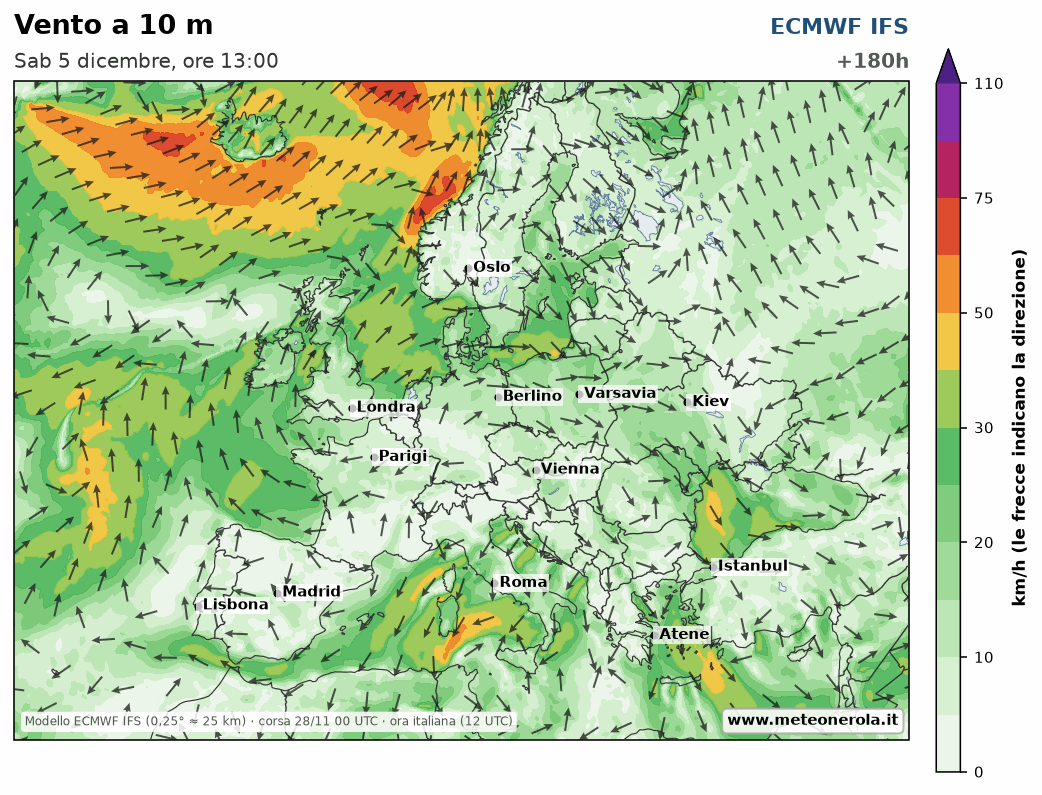 Vento a 10 m
ECMWF IFS
Sab 5 dicembre, ore 13:00
+180h
110
75
50
30
20
10
0
km/h (le frecce indicano la direzione)
Oslo
Berlino
Varsavia
Kiev
Londra
Parigi
Vienna
Istanbul
Roma
Madrid
Lisbona
Atene
Modello ECMWF IFS (0,25° ≈ 25 km) · corsa 28/11 00 UTC · ora italiana (12 UTC)
www.meteonerola.it